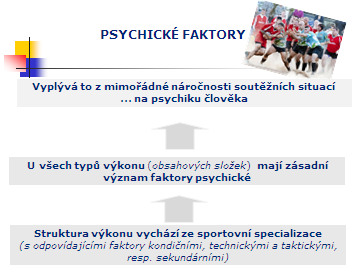 PSYCHICKÉ FAKTORY
Vyplývá to z mimořádné náročnosti soutěžních situací
... na psychiku člověka
U všech typů výkonu (obsahových složek) mají zásadní
význam faktory psychické
Struktura výkonu vychází ze sportovní specializace
(s odpovídajícími faktory kondičními, technickými a taktickými,
resp. sekundárními)